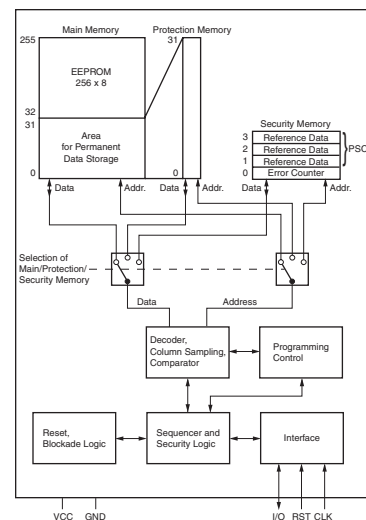 Main Memory
Protection Memory
255
31
EEPROM
256 x 8
32
31
Area
for Permanent
Data Storage
0
0
Security Memory
3 Reference Data
2 Reference Data
1 Reference Data
0 Error Counter
PSC
Data
Addr.
Data
Addr.
Data
Addr.
Selection of
Main/Protection/
Security Memory
Data
Address
Decoder,
Column Sampling,
Comparator
Programming
Control
Reset,
Blockade Logic
Sequencer and
Security Logic
Interface
VCC
GND
I/O
RST
CLK